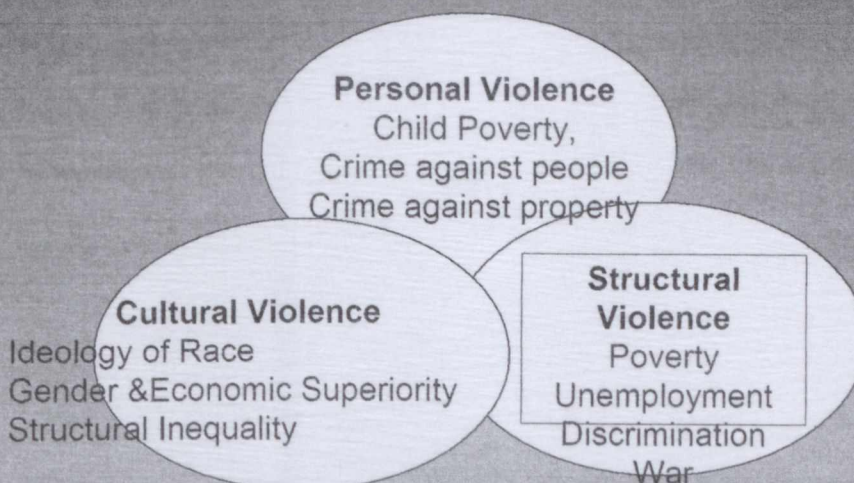 Personal Violence
Child Poverty,
Crime against people
Crime against property
Cultural Violence
Ideology of Race
Gender &Economic Superiority
Structural Inequality
Structural
Violence
Poverty
Unemployment
Discrimination
War